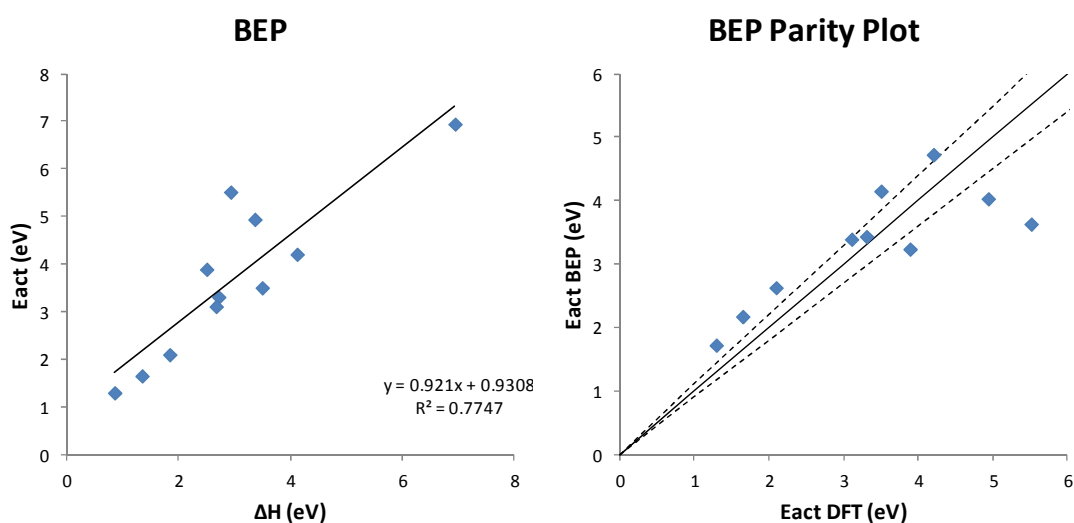 BEP
8
7
6
5
4
3
2
1
0
Eact (eV)
y = 0.921x + 0.9308
R² = 0.7747
0 2 4 6 8
ΔH (eV)
BEP Parity Plot
6
5
4
3
2
1
0
Eact BEP (eV)
0 1 2 3 4 5 6
Eact DFT (eV)